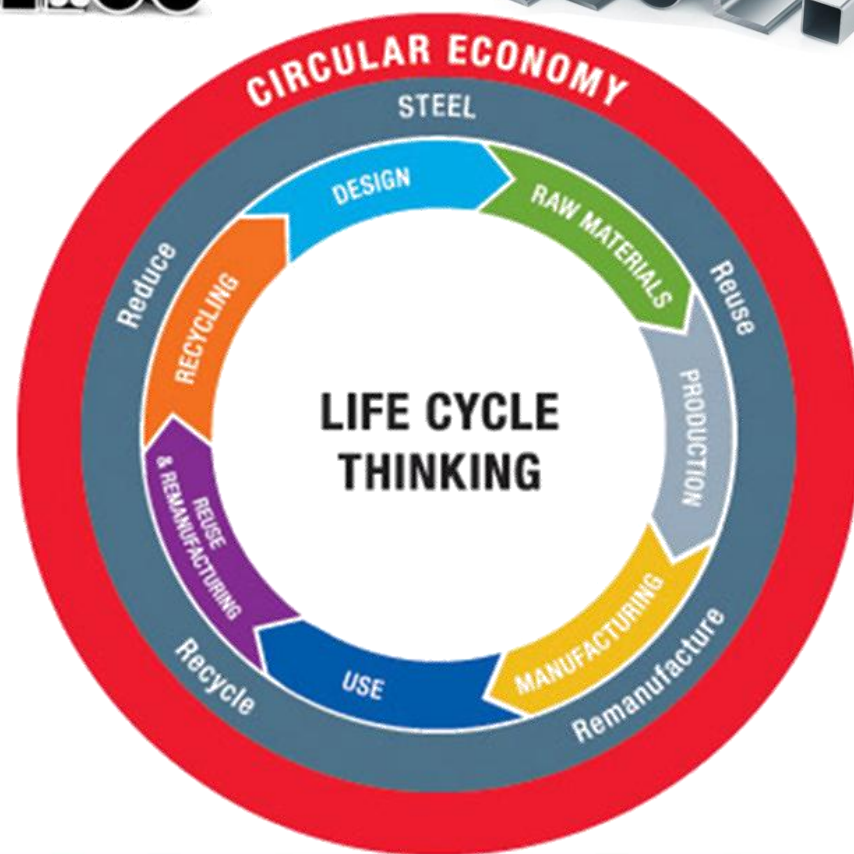 CIRCULAR ECONOMY
STEEL
Reduce
Reuse
Remanufacture
Recycle
DESIGN
RAW MATERIALS
PRODUCTION
MANUFACTURING
USE
REUSE
& REMANUFACTURING
RECYCLING
LIFE CYCLE
THINKING